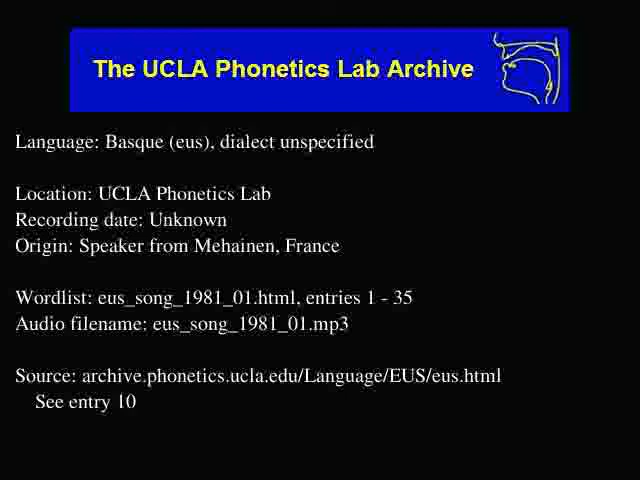 The UCLA Phonetics Lab Archive
Language: Basque (eus), dialect unspecified
Location: UCLA Phonetics Lab
Recording date: Unknown
Origin: Speaker from Mehainen, France
Wordlist: eus_song_1981_01.html, entries 1 - 35
Audio filename: eus_song_1981_01.mp3
Source: archive.phonetics.ucla.edu/Language/EUS/eus.html
See entry 10